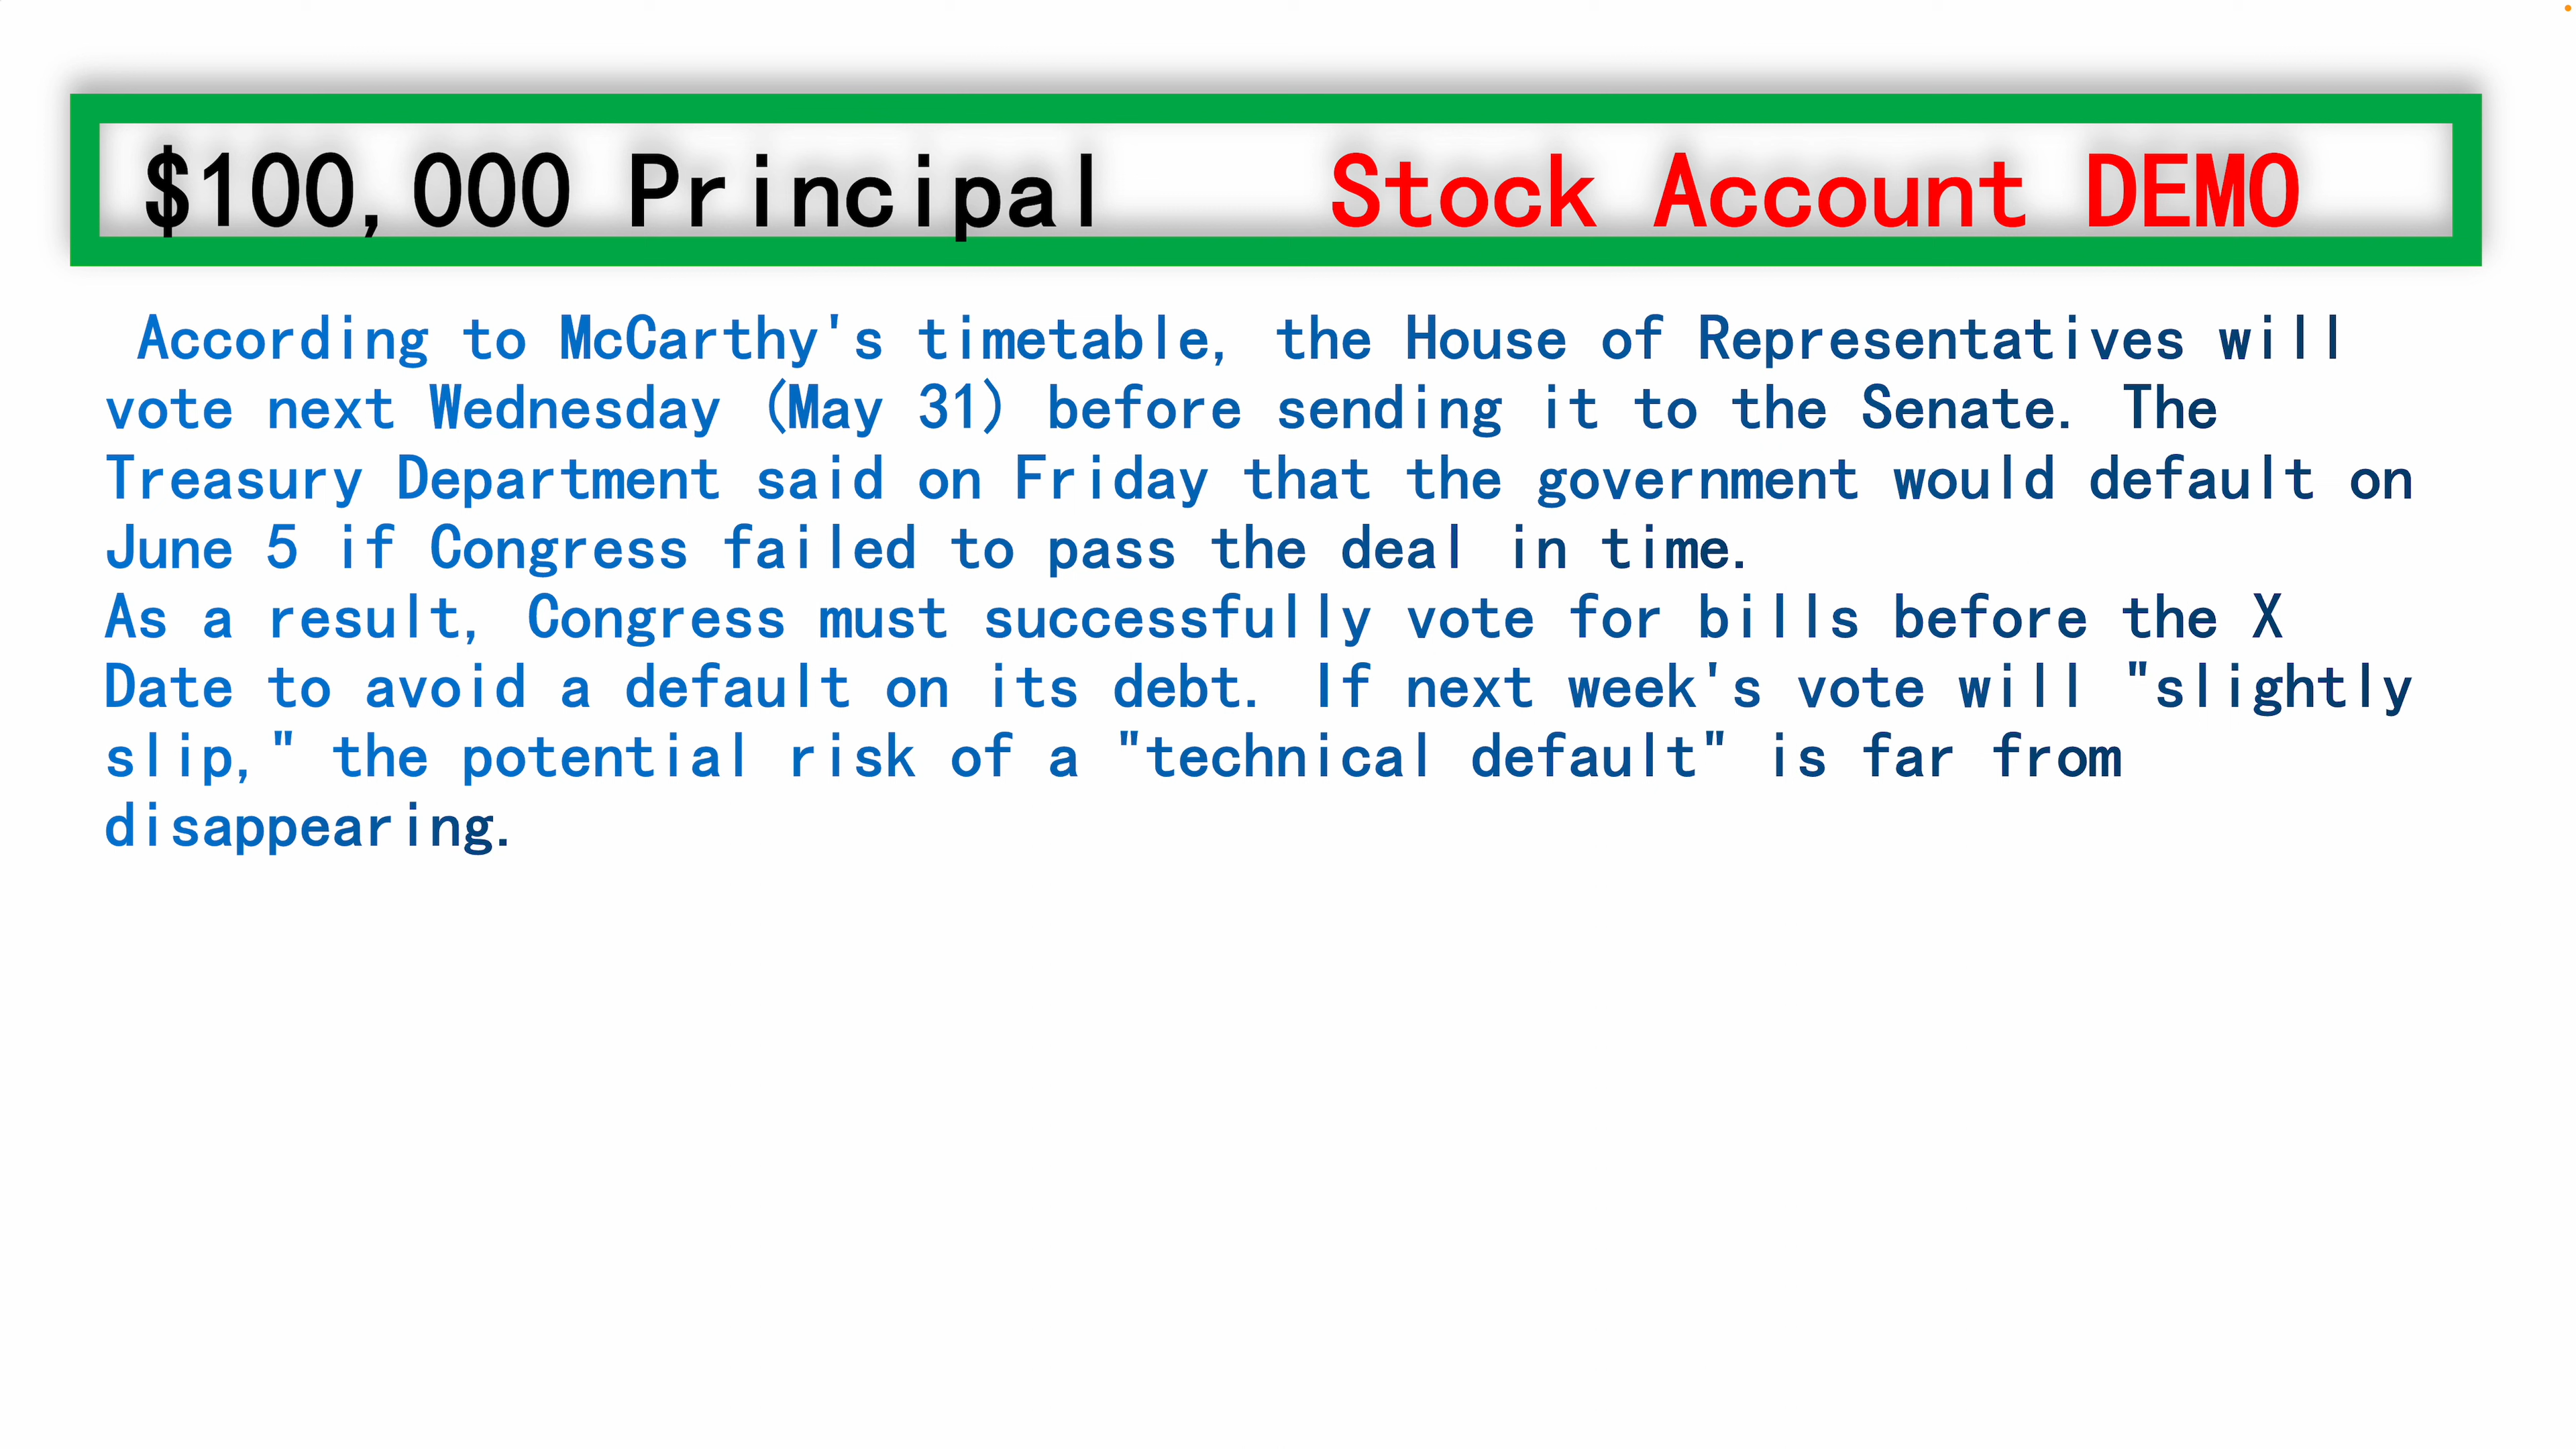 $100,000 Principal Stock Account DEMO
According to McCarthy's timetable, the House of Representatives will
vote next Wednesday (May 31) before sending it to the Senate. The
Treasury Department said on Friday that the government would default on
June 5 if Congress failed to pass the deal in time.
As a result, Congress must successfully vote for bills before the X
Date to avoid a default on its debt. If next week's vote will "slightly
slip," the potential risk of a "technical default" is far from
disappearing.